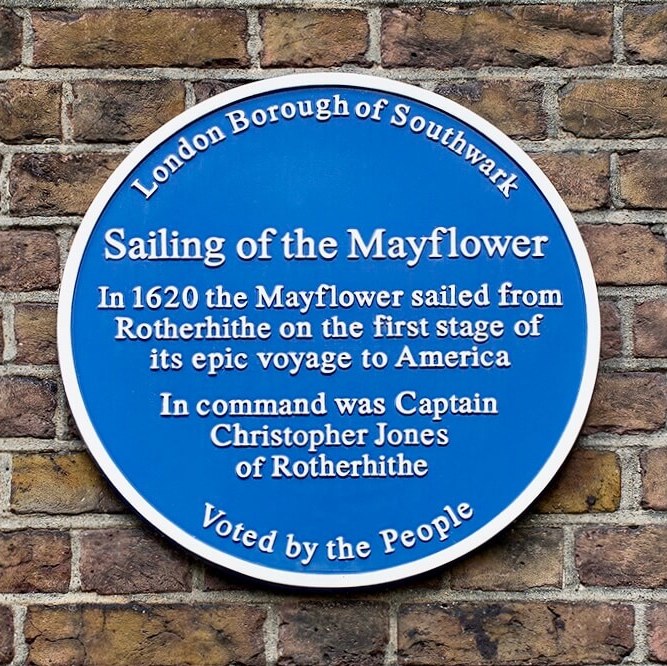 London Borough of Southwark
Sailing of the Mayflower
In 1620 the Mayflower sailed from
Rotherhithe on the first stage of
its epic voyage to America
In command was Captain
Christopher Jones
of Rotherhithe
Voted by the People